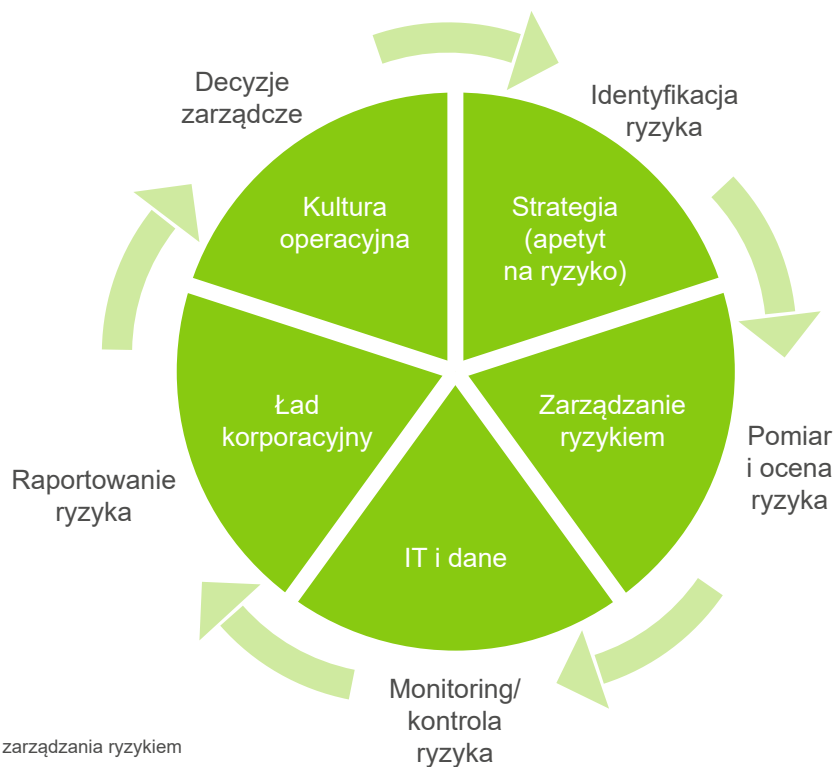 Decyzje
zarządcze
Identyfikacja
ryzyka
Kultura
operacyjna
Strategia
(apetyt
na ryzyko)
Ład
korporacyjny
Zarządzanie
ryzykiem
Pomiar
i ocena
ryzyka
Raportowanie
ryzyka
IT i dane
Monitoring/
kontrola
ryzyka
zarządzania ryzykiem